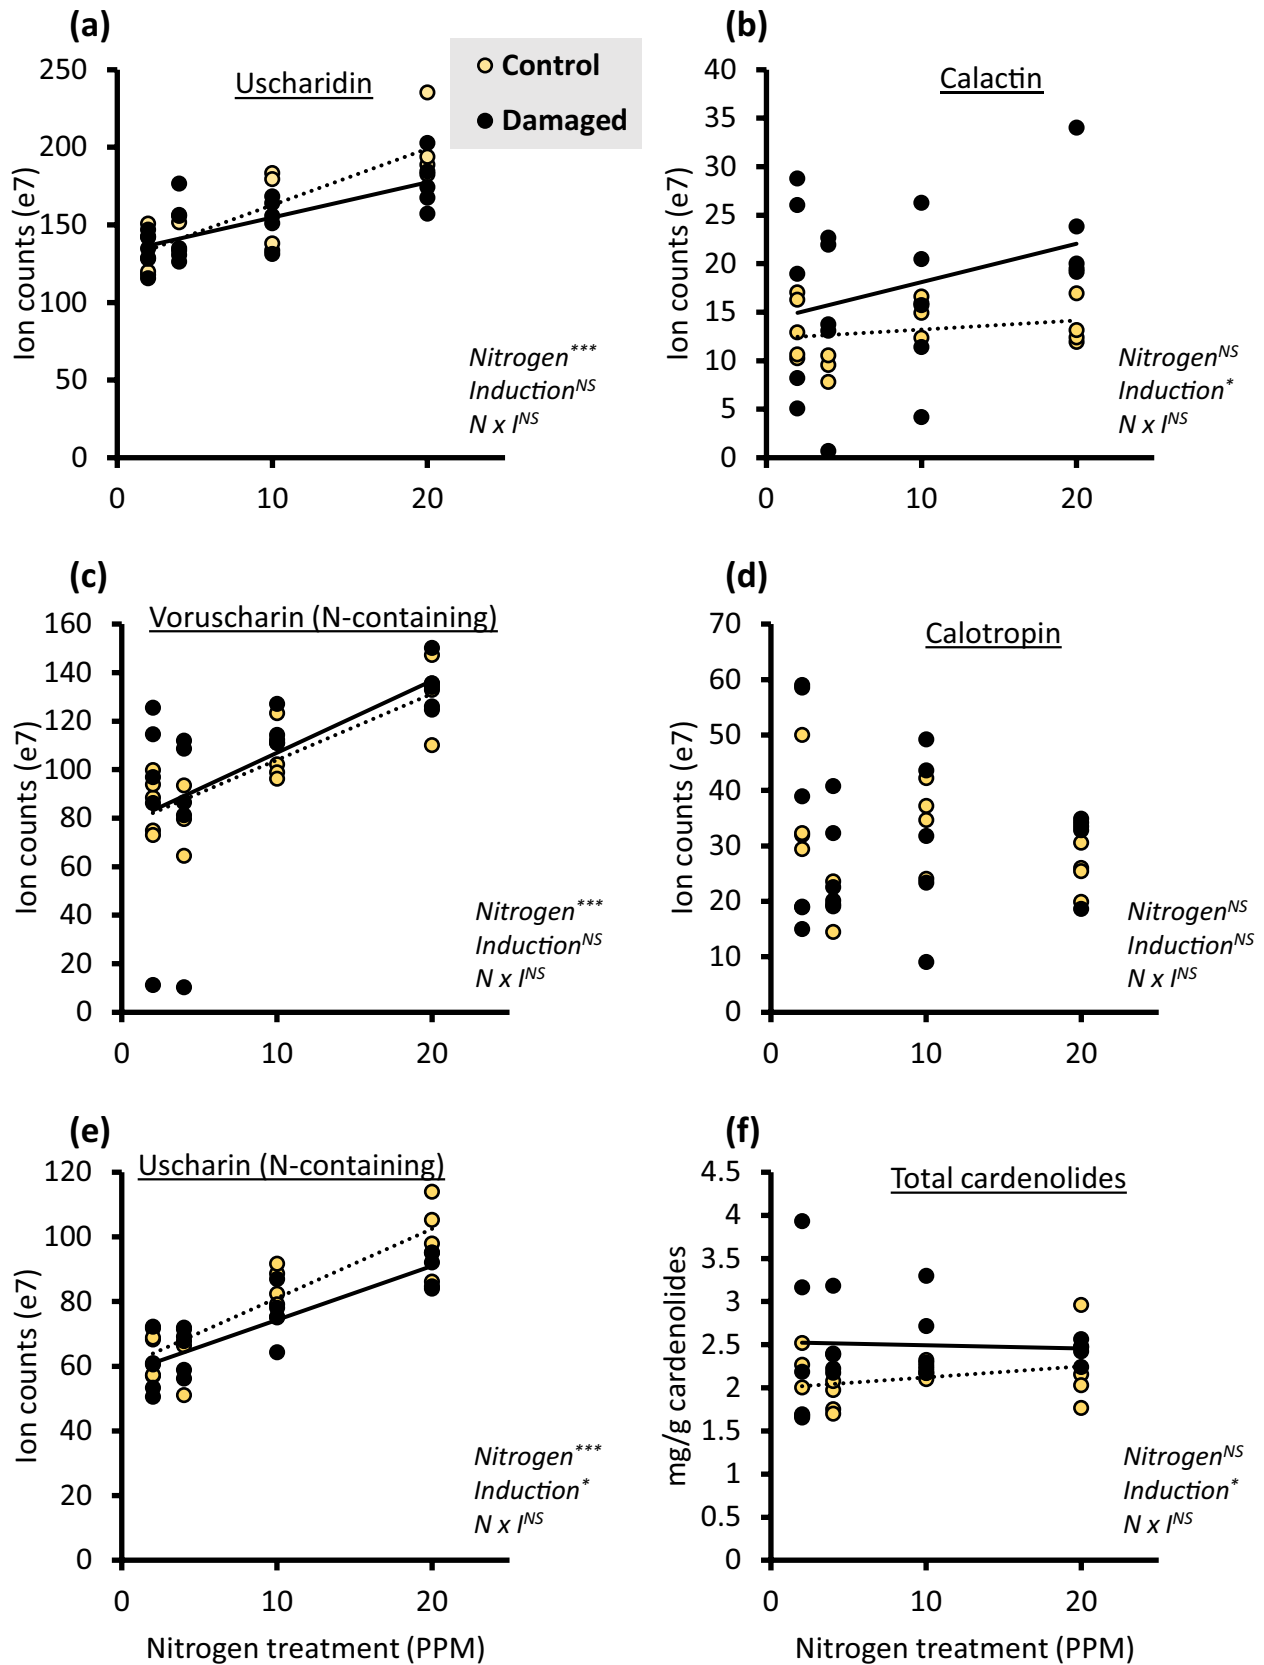 (a)
Uscharidin
Control
Damaged
Ion counts (e7)
250
200
150
100
50
0
0 10 20
Nitrogen***
Induction^NS
N x I^NS
(b)
Calactin
Ion counts (e7)
40
35
30
25
20
15
10
5
0
0 10 20
Nitrogen^NS
Induction*
N x I^NS
(c)
Voruscharin (N-containing)
Ion counts (e7)
160
140
120
100
80
60
40
20
0
0 10 20
Nitrogen***
Induction^NS
N x I^NS
(d)
Calotropin
Ion counts (e7)
70
60
50
40
30
20
10
0
0 10 20
Nitrogen^NS
Induction^NS
N x I^NS
(e)
Uscharin (N-containing)
Ion counts (e7)
120
100
80
60
40
20
0
0 10 20
Nitrogen treatment (PPM)
Nitrogen***
Induction*
N x I^NS
(f)
Total cardenolides
mg/g cardenolides
4.5
4
3.5
3
2.5
2
1.5
1
0.5
0
0 10 20
Nitrogen treatment (PPM)
Nitrogen^NS
Induction*
N x I^NS